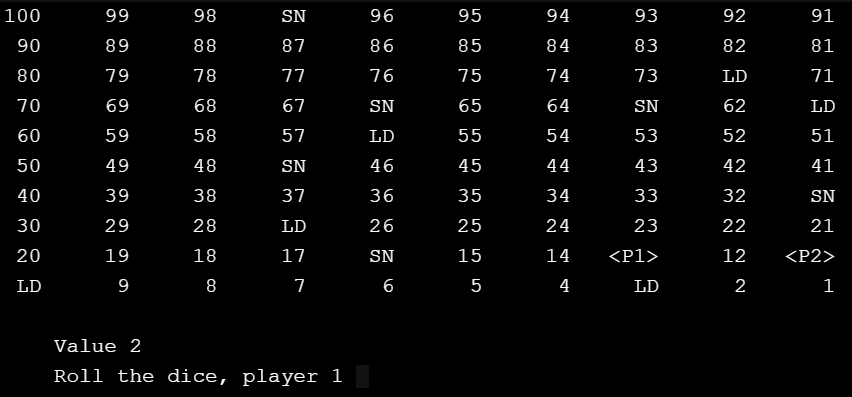 100 99 98 SN 96 95 94 93 92 91
90 89 88 87 86 85 84 83 82 81
80 79 78 77 76 75 74 73 LD 71
70 69 68 67 SN 65 64 SN 62 LD
60 59 58 57 LD 55 54 53 52 51
50 49 48 SN 46 45 44 43 42 41
40 39 38 37 36 35 34 33 32 SN
30 29 28 LD 26 25 24 23 22 21
20 19 18 17 SN 15 14 <P1> 12 <P2>
LD 9 8 7 6 5 4 LD 2 1
Value 2
Roll the dice, player 1